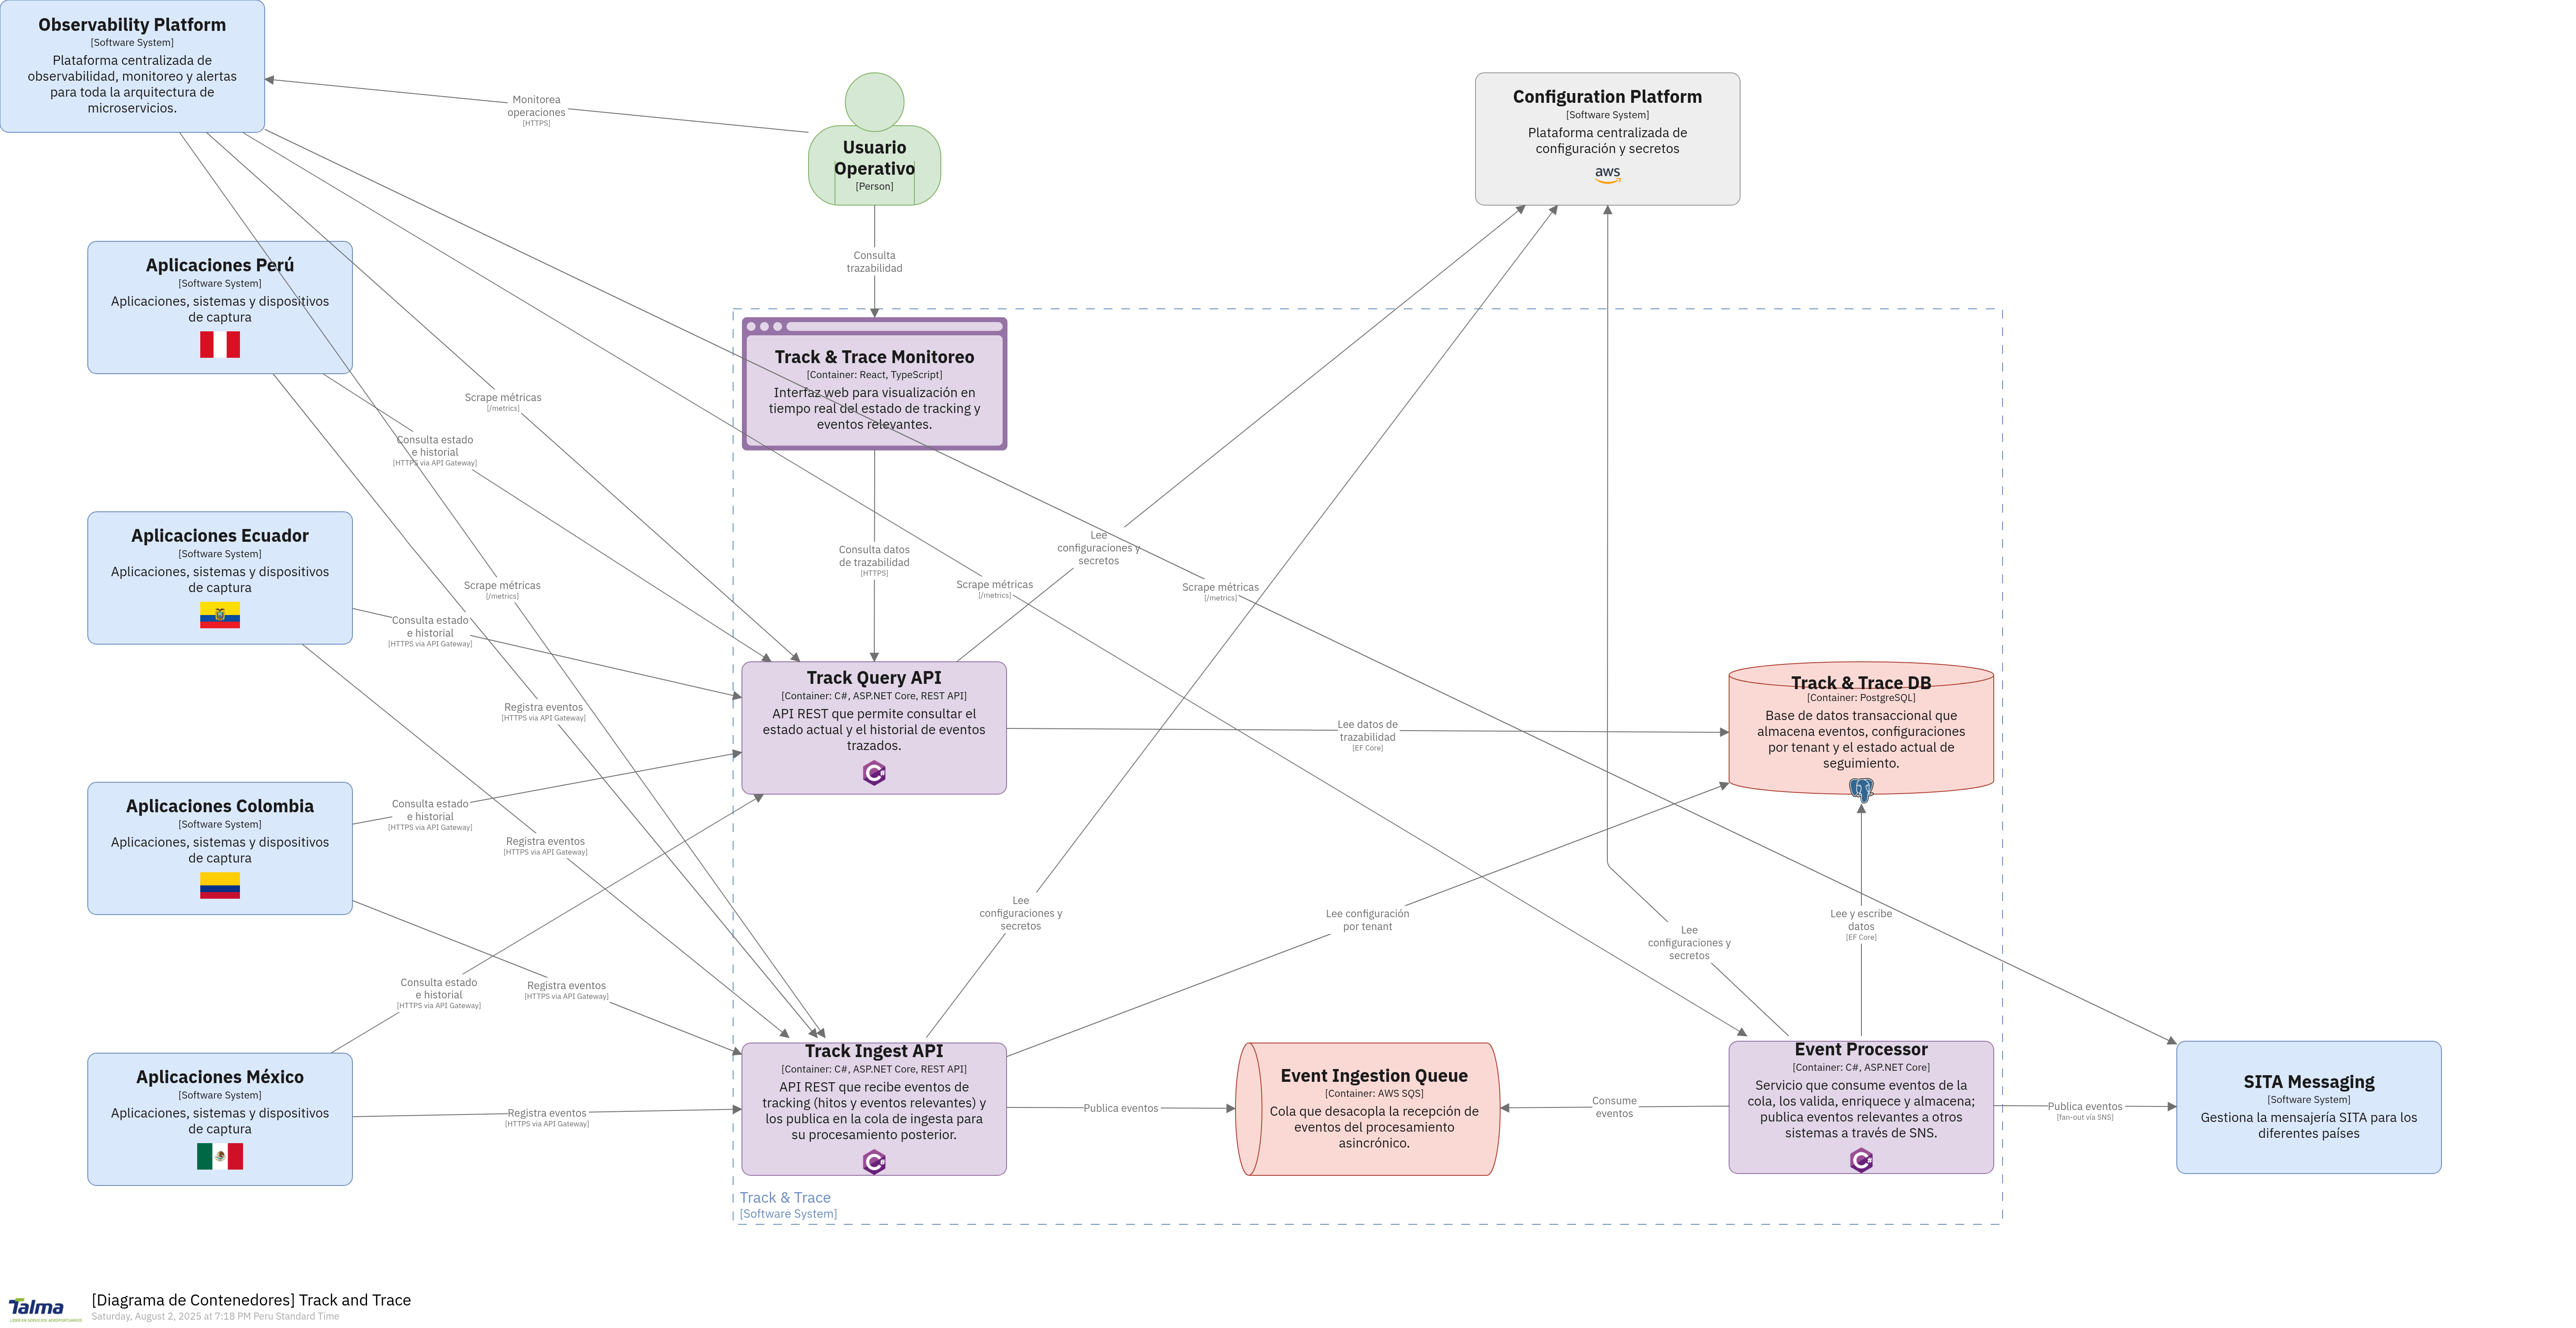 Observability Platform
[Software System]
Plataforma centralizada de
observabilidad, monitoreo y alertas
para toda la arquitectura de
microservicios.
Monitorea
operaciones
[HTTPS]
Usuario
Operativo
[Person]
Configuration Platform
[Software System]
Plataforma centralizada de
configuración y secretos
aws
Consulta
trazabilidad
Aplicaciones Perú
[Software System]
Aplicaciones, sistemas y dispositivos
de captura
Track & Trace Monitoreo
[Container: React, TypeScript]
Interfaz web para visualización en
tiempo real del estado de tracking y
eventos relevantes.
Scrape métricas
[/metrics]
Consulta estado
e historial
[HTTPS via API Gateway]
Aplicaciones Ecuador
[Software System]
Aplicaciones, sistemas y dispositivos
de captura
Consulta datos
de trazabilidad
[HTTPS]
Lee
configuraciones y
secretos
Scrape métricas
[/metrics]
Scrape métricas
[/metrics]
Scrape métricas
[/metrics]
Consulta estado
e historial
[HTTPS via API Gateway]
Registra eventos
[HTTPS via API Gateway]
Track Query API
[Container: C#, ASP.NET Core, REST API]
API REST que permite consultar el
estado actual y el historial de eventos
trazados.
Lee datos de
trazabilidad
[EF Core]
Track & Trace DB
[Container: PostgreSQL]
Base de datos transaccional que
almacena eventos, configuraciones
por tenant y el estado actual de
seguimiento.
Aplicaciones Colombia
[Software System]
Aplicaciones, sistemas y dispositivos
de captura
Consulta estado
e historial
[HTTPS via API Gateway]
Registra eventos
[HTTPS via API Gateway]
Lee
configuraciones y
secretos
Lee configuración
por tenant
Lee
configuraciones y
secretos
Lee y escribe
datos
[EF Core]
Consulta estado
e historial
[HTTPS via API Gateway]
Registra eventos
[HTTPS via API Gateway]
Aplicaciones México
[Software System]
Aplicaciones, sistemas y dispositivos
de captura
Registra eventos
[HTTPS via API Gateway]
Track Ingest API
[Container: C#, ASP.NET Core, REST API]
API REST que recibe eventos de
tracking (hitos y eventos relevantes) y
los publica en la cola de ingesta para
su procesamiento posterior.
Publica eventos
Event Ingestion Queue
[Container: AWS SQS]
Cola que desacopla la recepción de
eventos del procesamiento
asincrónico.
Consume
eventos
Event Processor
[Container: C#, ASP.NET Core]
Servicio que consume eventos de la
cola, los valida, enriquece y almacena;
publica eventos relevantes a otros
sistemas a través de SNS.
Publica eventos
[fan-out via SNS]
SITA Messaging
[Software System]
Gestiona la mensajería SITA para los
diferentes países
Track & Trace
[Software System]
Talma
LÍDER EN SERVICIOS AEROPORTUARIOS
[Diagrama de Contenedores] Track and Trace
Saturday, August 2, 2025 at 7:18 PM Peru Standard Time